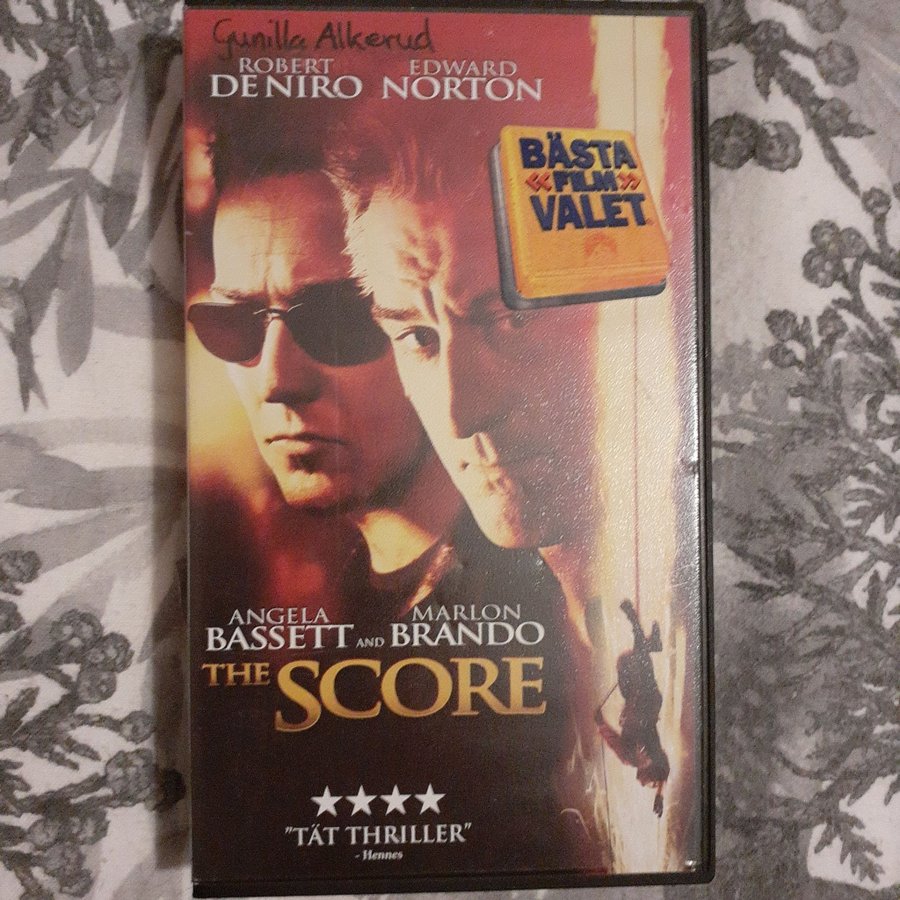 Gunilla Alkerud
ROBERT EDWARD
DE NIRO NORTON
BÄSTA
«FILM»
VALET
ANGELA MARLON
BASSETT AND BRANDO
THE SCORE
"TÄT THRILLER"
- Hennes